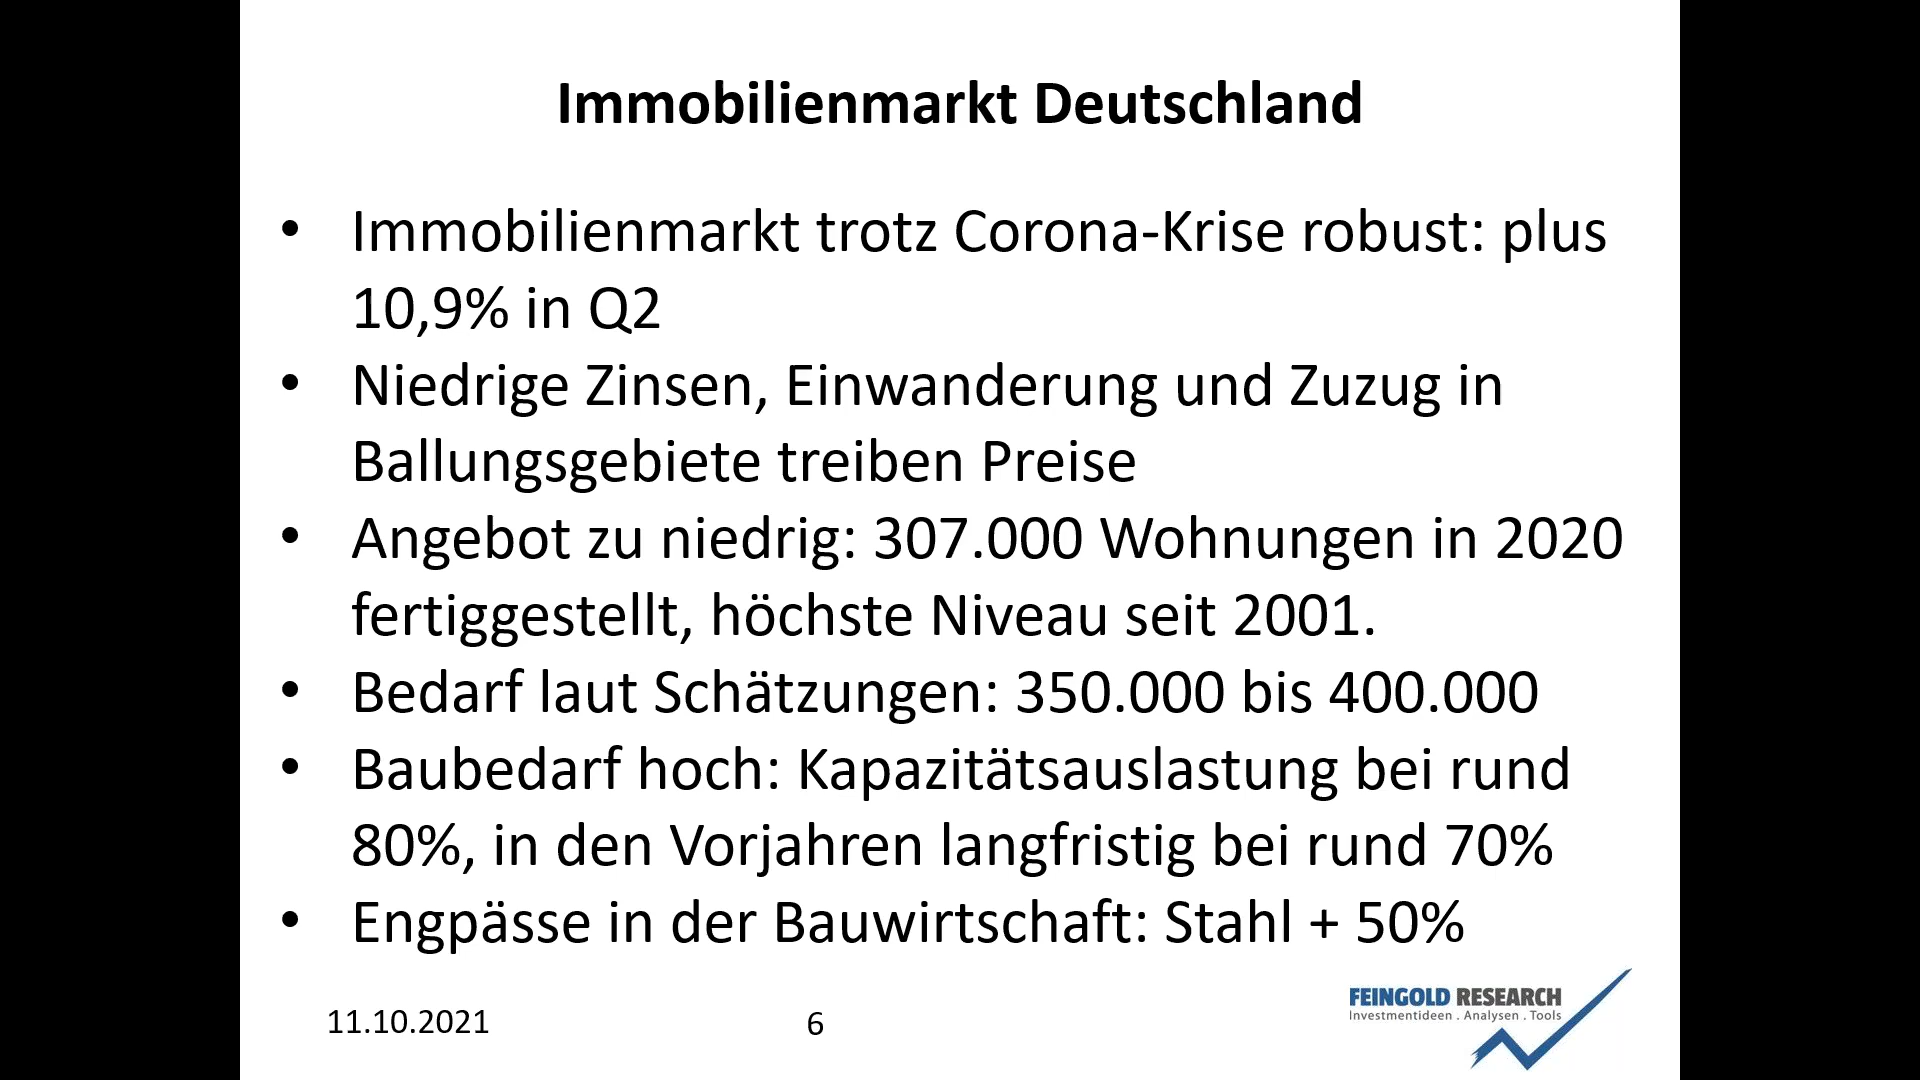 Immobilienmarkt Deutschland
• Immobilienmarkt trotz Corona-Krise robust: plus
10,9% in Q2
• Niedrige Zinsen, Einwanderung und Zuzug in
Ballungsgebiete treiben Preise
• Angebot zu niedrig: 307.000 Wohnungen in 2020
fertiggestellt, höchste Niveau seit 2001.
• Bedarf laut Schätzungen: 350.000 bis 400.000
• Baubedarf hoch: Kapazitätsauslastung bei rund
80%, in den Vorjahren langfristig bei rund 70%
• Engpässe in der Bauwirtschaft: Stahl + 50%
11.10.2021
6
FEINGOLD RESEARCH
Investmentideen . Analysen . Tools